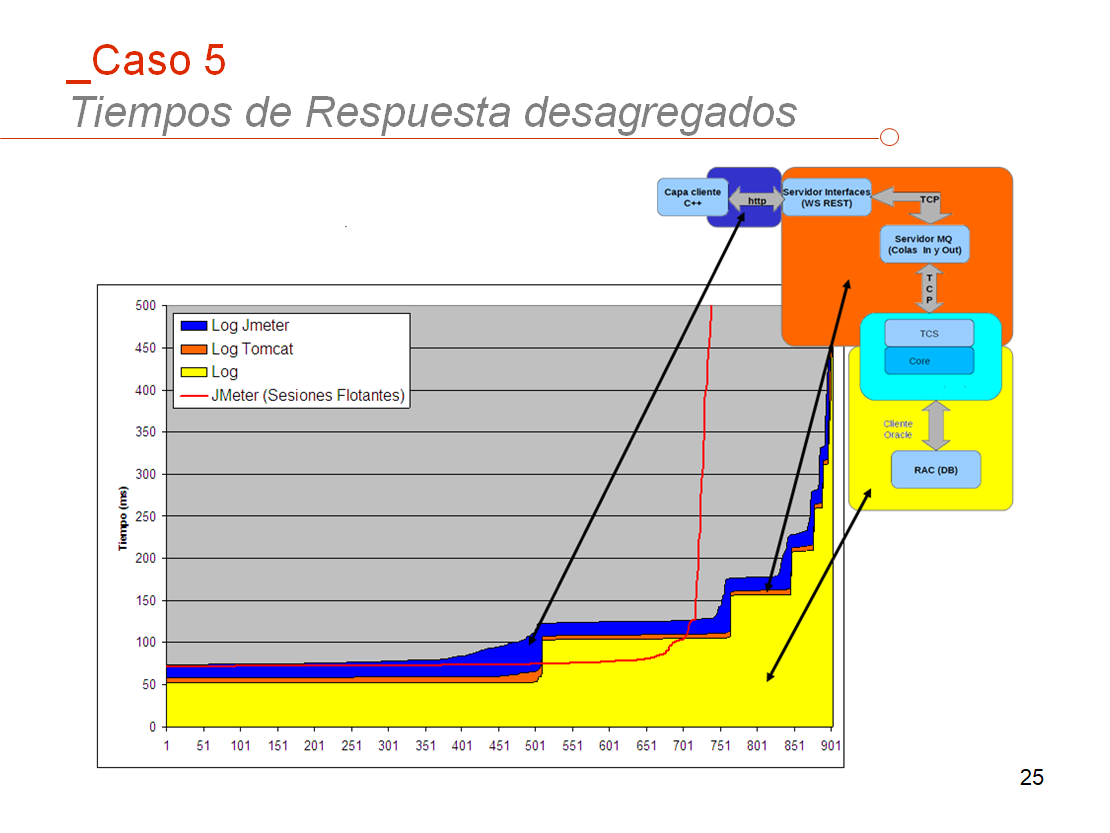 _Caso 5
Tiempos de Respuesta desagregados
Capa cliente
C++
http
Servidor Interfaces
(WS REST)
TCP
Servidor MQ
(Colas In y Out)
T
C
P
TCS
Core
Cliente
Oracle
RAC (DB)
Tiempo (ms)
500
450
400
350
300
250
200
150
100
50
0
Log Jmeter
Log Tomcat
Log
JMeter (Sesiones Flotantes)
1 51 101 151 201 251 301 351 401 451 501 551 601 651 701 751 801 851 901
25